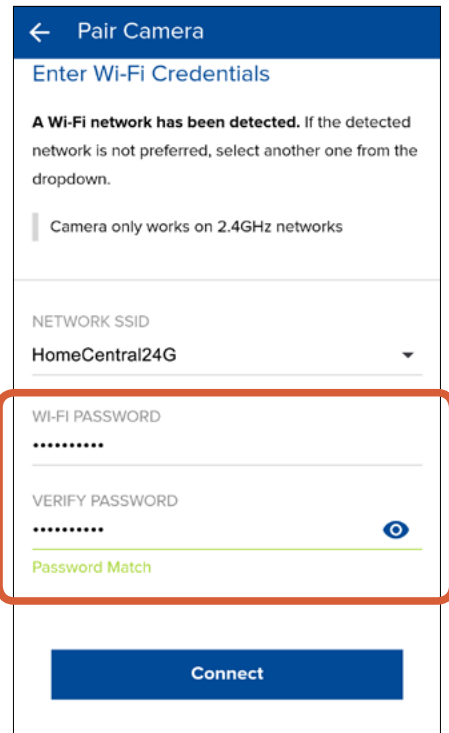 Pair Camera
Enter Wi-Fi Credentials
A Wi-Fi network has been detected. If the detected
network is not preferred, select another one from the
dropdown.
Camera only works on 2.4GHz networks
NETWORK SSID
HomeCentral24G
WI-FI PASSWORD
••••••••••
VERIFY PASSWORD
••••••••••
Password Match
Connect